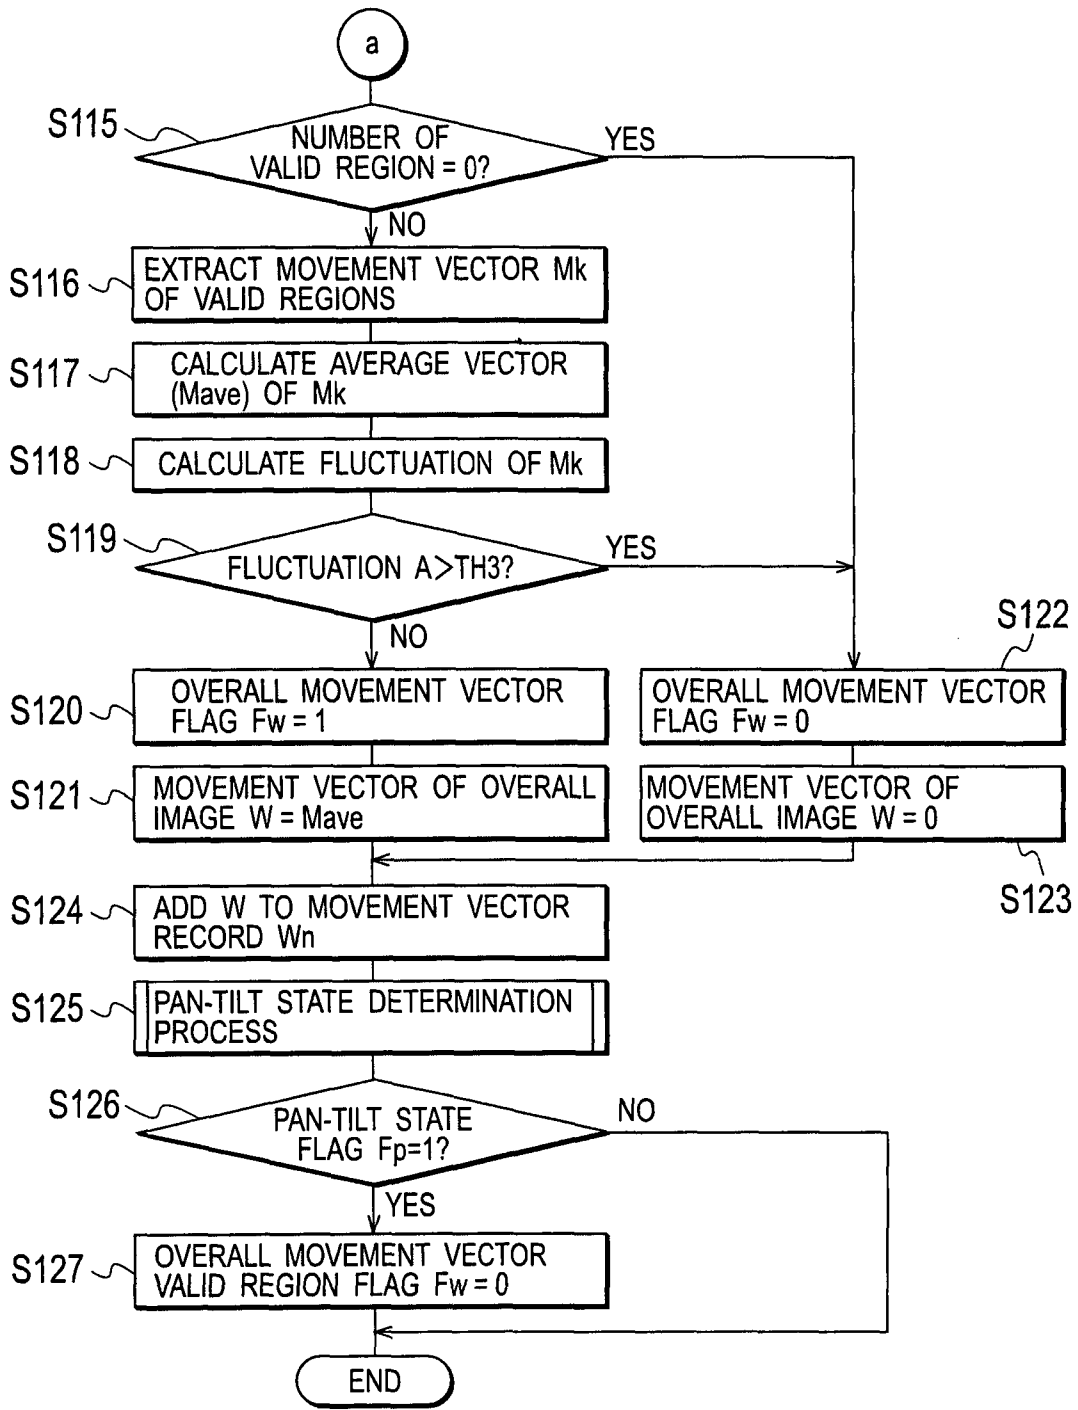 a
S115
NUMBER OF
VALID REGION = 0?
YES
NO
S116
EXTRACT MOVEMENT VECTOR Mk
OF VALID REGIONS
S117
CALCULATE AVERAGE VECTOR
(Mave) OF Mk
S118
CALCULATE FLUCTUATION OF Mk
S119
FLUCTUATION A>TH3?
YES
NO
S120
OVERALL MOVEMENT VECTOR
FLAG Fw = 1
S122
OVERALL MOVEMENT VECTOR
FLAG Fw = 0
S121
MOVEMENT VECTOR OF OVERALL
IMAGE W = Mave
MOVEMENT VECTOR OF
OVERALL IMAGE W = 0
S123
S124
ADD W TO MOVEMENT VECTOR
RECORD Wn
S125
PAN-TILT STATE DETERMINATION
PROCESS
S126
PAN-TILT STATE
FLAG Fp=1?
NO
YES
S127
OVERALL MOVEMENT VECTOR
VALID REGION FLAG Fw = 0
END